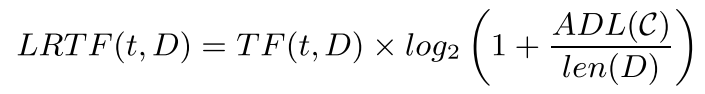 LRTF(t, D) = TF(t, D) × log₂ (1 + ADL(𝒞) / len(D))